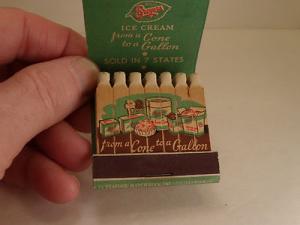 ICE CREAM
from a Cone
to a Gallon
SOLD IN 7 STATES
from a Cone to a Gallon